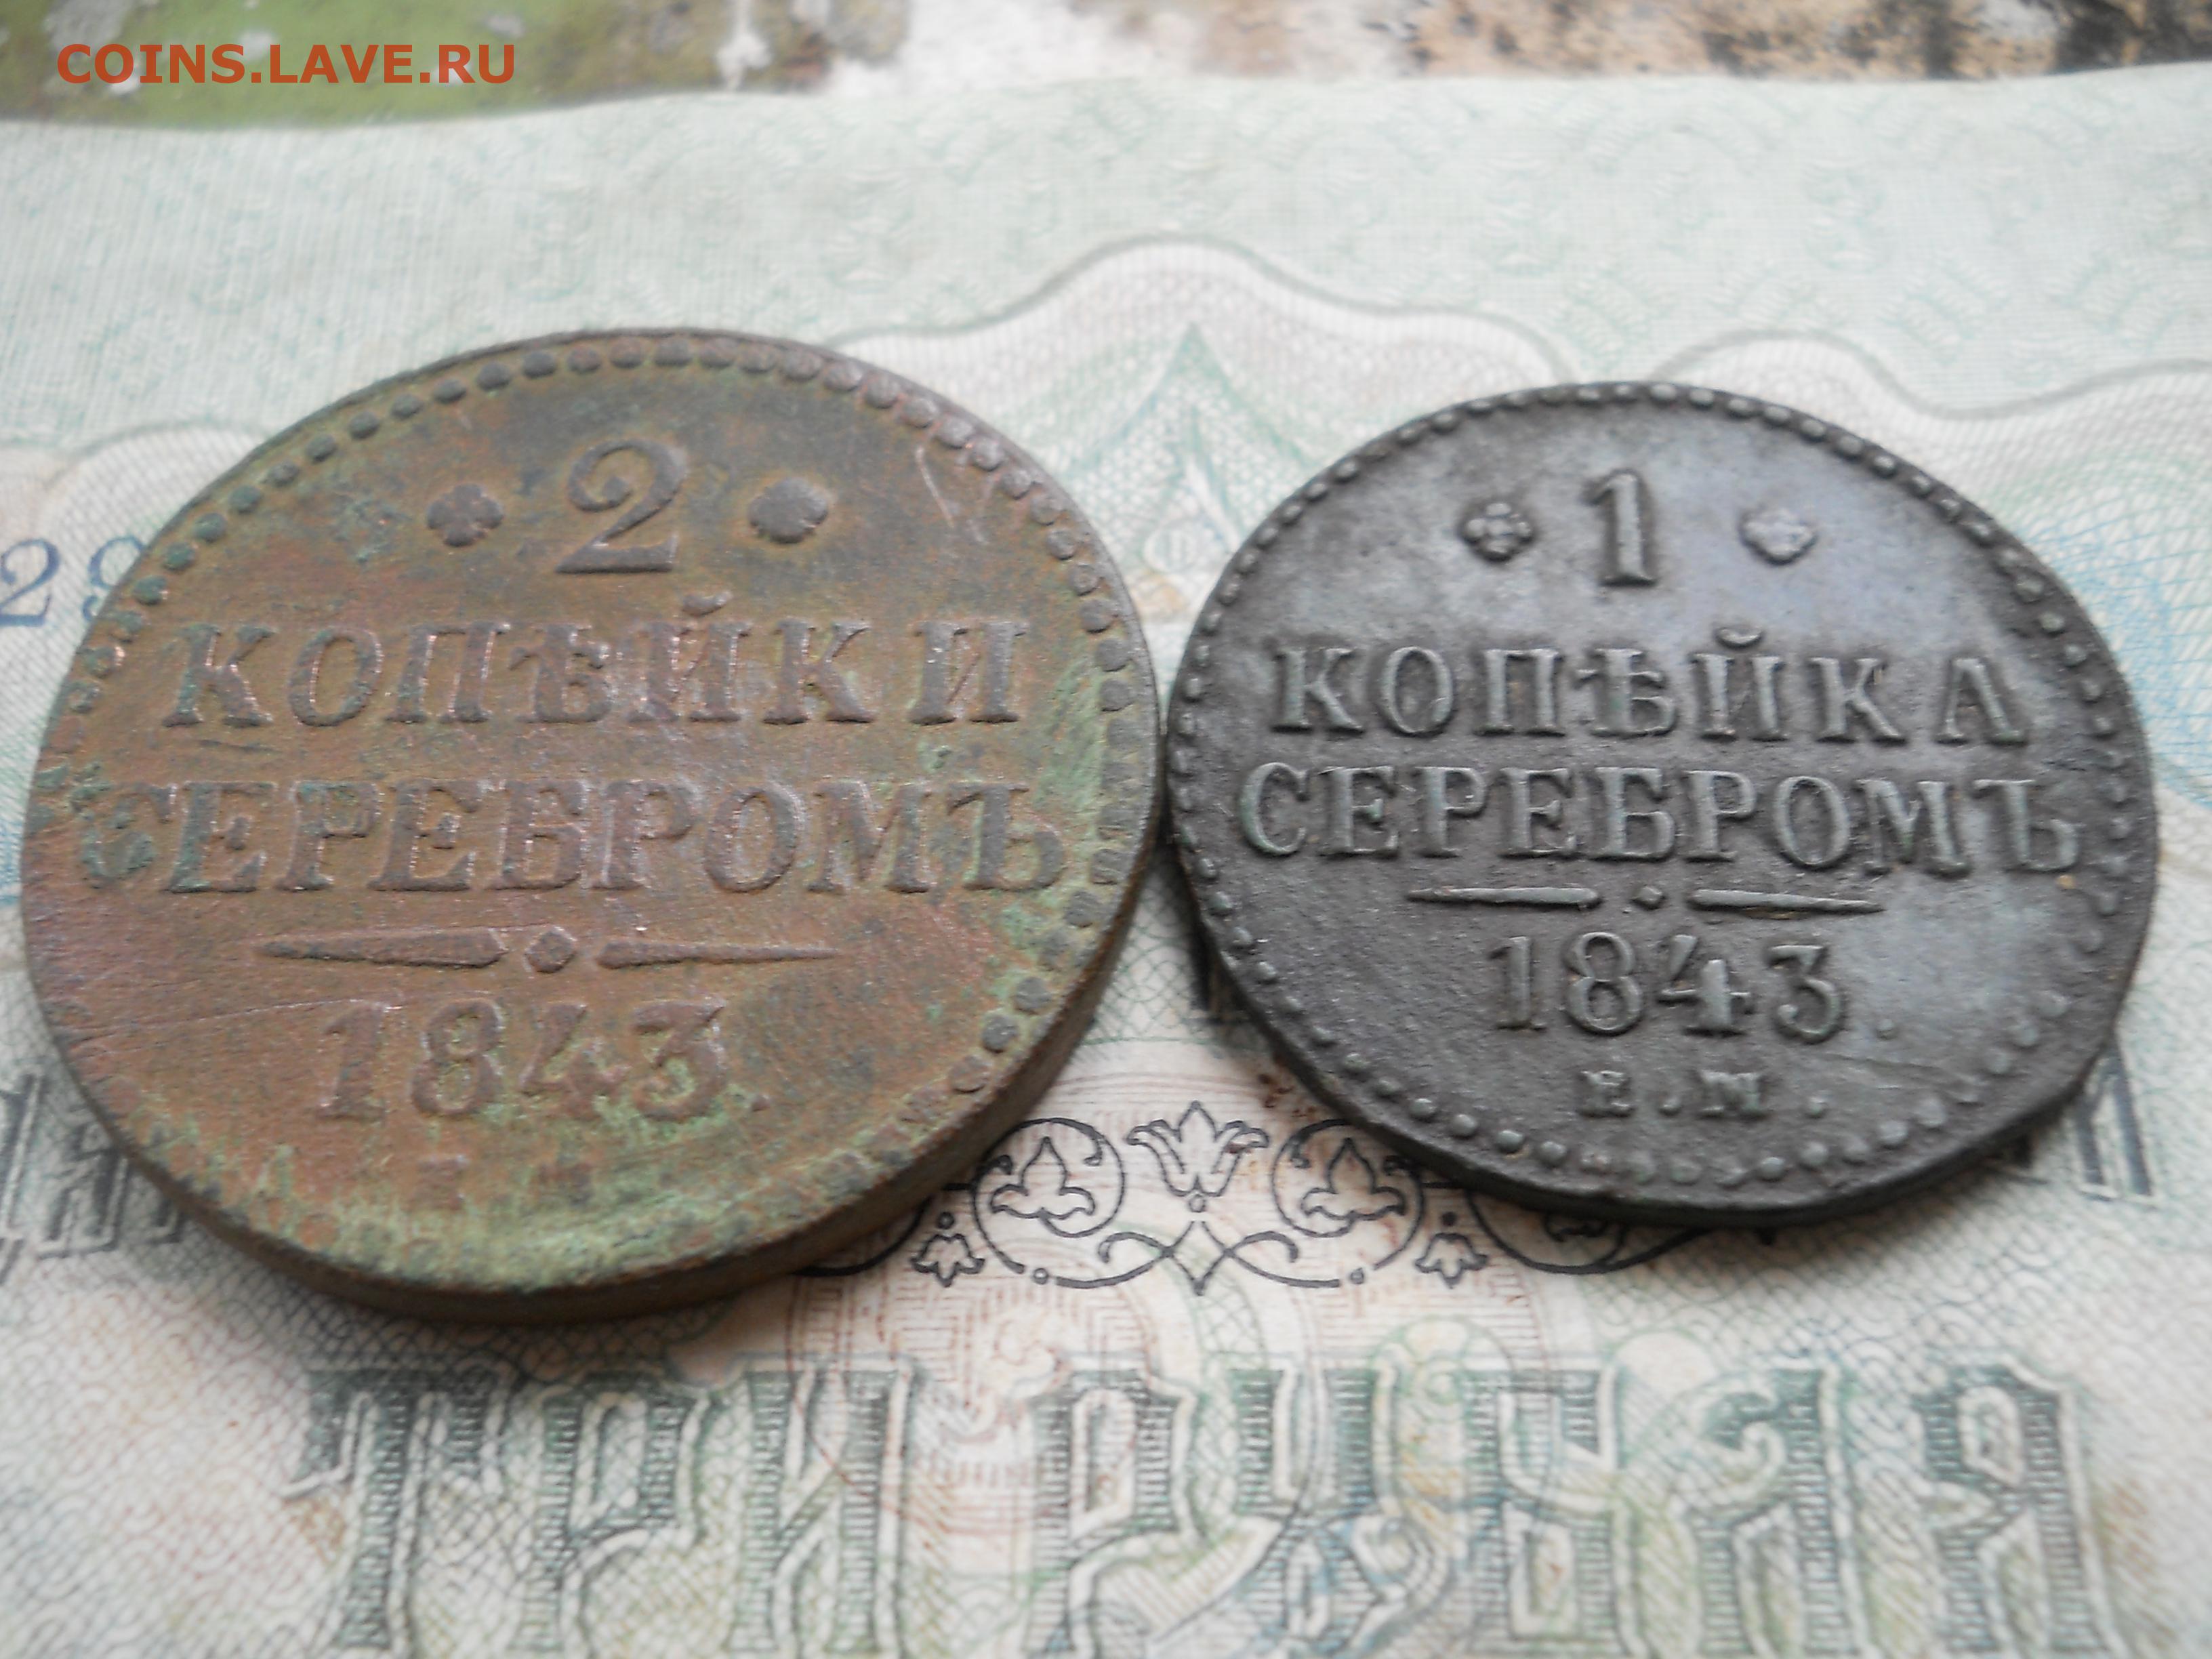 COINS.LAVE.RU
2
КОПѢЙКИ
СЕРЕБРОМЪ
1843.
1
КОПѢЙКА
СЕРЕБРОМЪ
1843.
Е.М.
ТРИ РУБЛЯ